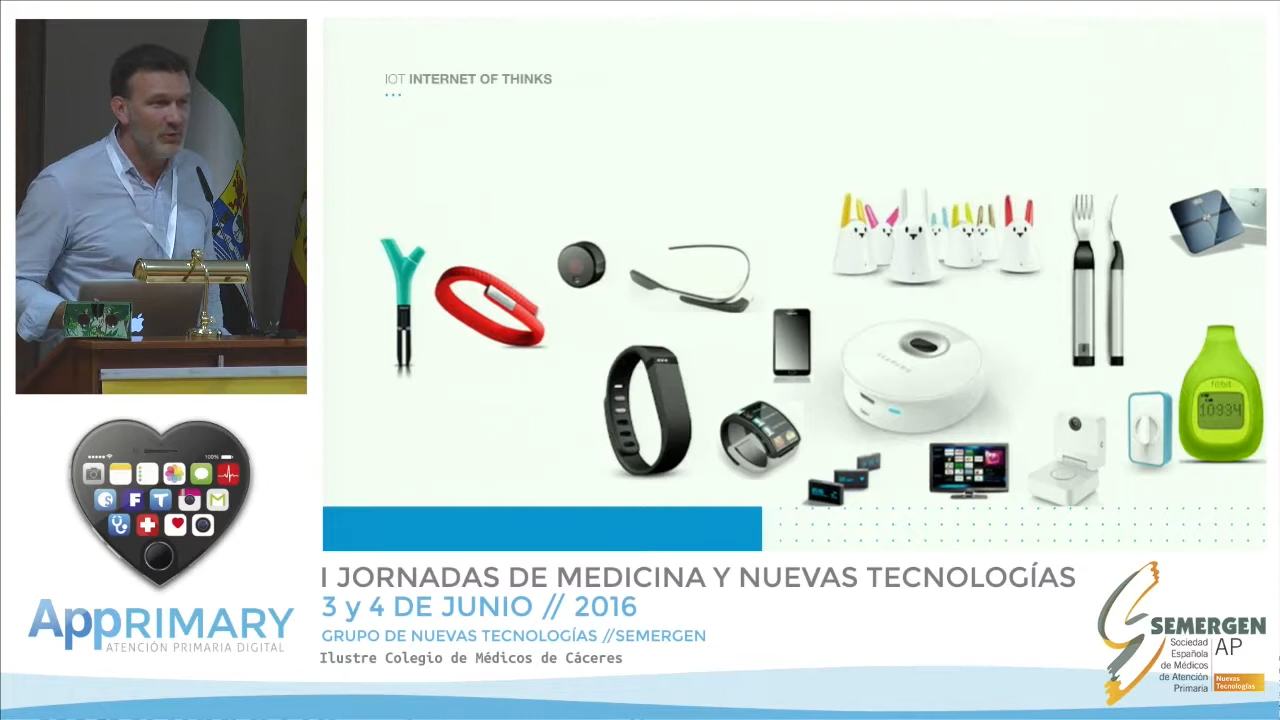 IOT INTERNET OF THINKS
SAMSUNG
fitbit
10934
100%
F
T
M
AppRIMARY
ATENCIÓN PRIMARIA DIGITAL
I JORNADAS DE MEDICINA Y NUEVAS TECNOLOGÍAS
3 y 4 DE JUNIO // 2016
GRUPO DE NUEVAS TECNOLOGÍAS //SEMERGEN
Ilustre Colegio de Médicos de Cáceres
SEMERGEN
Sociedad
Española
de Médicos
de Atención
Primaria
AP
Nuevas
Tecnologías